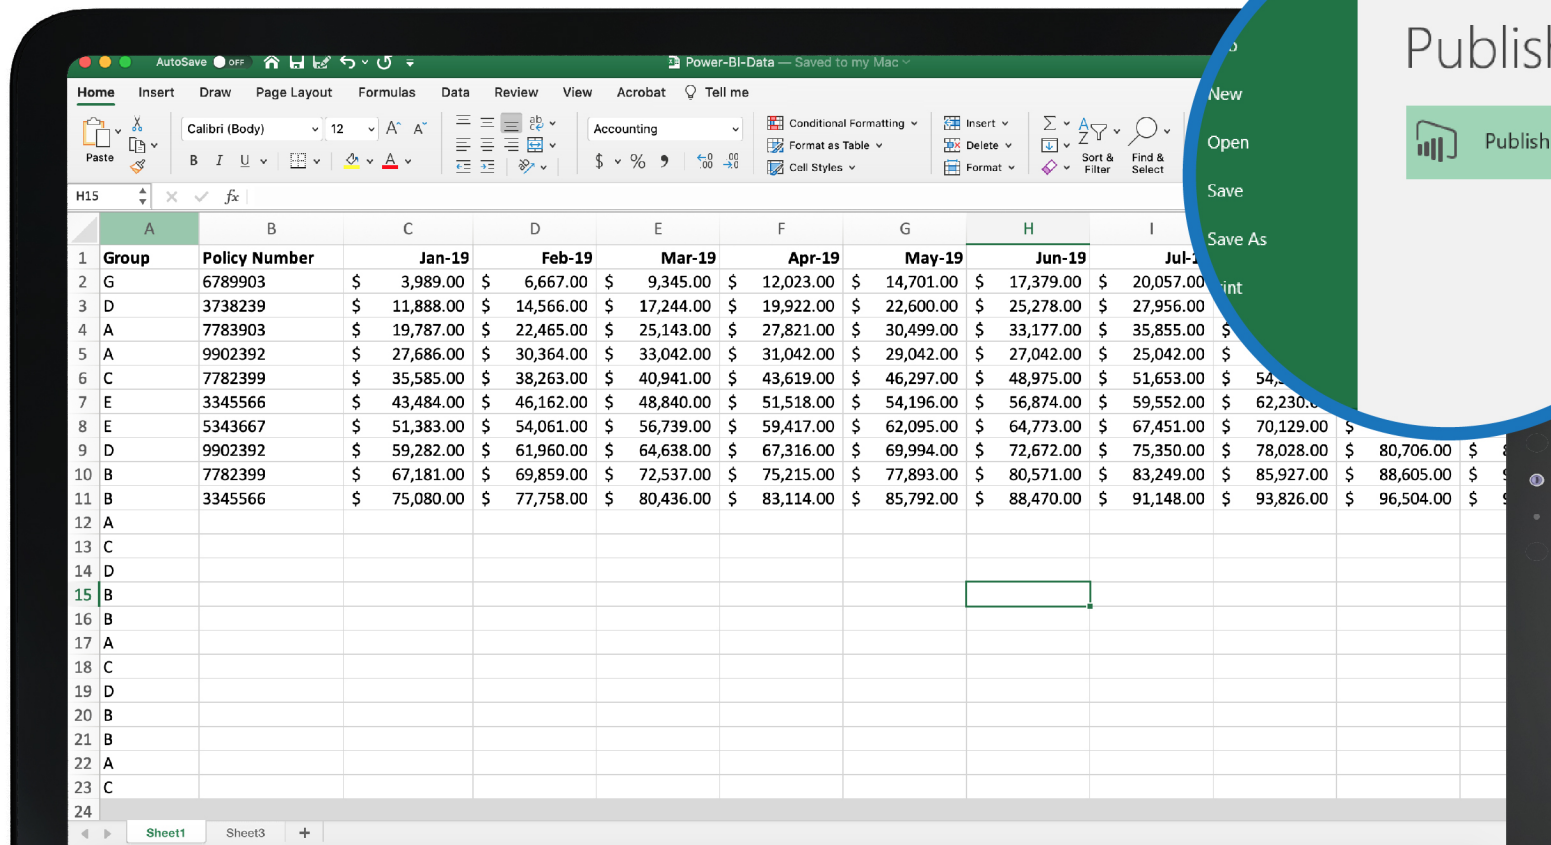 AutoSave OFF Power-BI-Data — Saved to my Mac
Home Insert Draw Page Layout Formulas Data Review View Acrobat Tell me
Paste Calibri (Body) 12 A A ab Accounting Conditional Formatting Insert
B I U A $ % Format as Table Delete
Cell Styles Format Sort & Filter Find & Select
H15 fx
A B C D E F G H I
1 Group Policy Number Jan-19 Feb-19 Mar-19 Apr-19 May-19 Jun-19
2 G 6789903 $ 3,989.00 $ 6,667.00 $ 9,345.00 $ 12,023.00 $ 14,701.00 $ 17,379.00 $ 20,057.00
3 D 3738239 $ 11,888.00 $ 14,566.00 $ 17,244.00 $ 19,922.00 $ 22,600.00 $ 25,278.00 $ 27,956.00
4 A 7783903 $ 19,787.00 $ 22,465.00 $ 25,143.00 $ 27,821.00 $ 30,499.00 $ 33,177.00 $ 35,855.00 $
5 A 9902392 $ 27,686.00 $ 30,364.00 $ 33,042.00 $ 31,042.00 $ 29,042.00 $ 27,042.00 $ 25,042.00 $
6 C 7782399 $ 35,585.00 $ 38,263.00 $ 40,941.00 $ 43,619.00 $ 46,297.00 $ 48,975.00 $ 51,653.00 $
7 E 3345566 $ 43,484.00 $ 46,162.00 $ 48,840.00 $ 51,518.00 $ 54,196.00 $ 56,874.00 $ 59,552.00 $ 62,230.0
8 E 5343667 $ 51,383.00 $ 54,061.00 $ 56,739.00 $ 59,417.00 $ 62,095.00 $ 64,773.00 $ 67,451.00 $ 70,129.00 $
9 D 9902392 $ 59,282.00 $ 61,960.00 $ 64,638.00 $ 67,316.00 $ 69,994.00 $ 72,672.00 $ 75,350.00 $ 78,028.00 $ 80,706.00 $
10 B 7782399 $ 67,181.00 $ 69,859.00 $ 72,537.00 $ 75,215.00 $ 77,893.00 $ 80,571.00 $ 83,249.00 $ 85,927.00 $ 88,605.00 $
11 B 3345566 $ 75,080.00 $ 77,758.00 $ 80,436.00 $ 83,114.00 $ 85,792.00 $ 88,470.00 $ 91,148.00 $ 93,826.00 $ 96,504.00 $
12 A
13 C
14 D
15 B
16 B
17 A
18 C
19 D
20 B
21 B
22 A
23 C
24
Sheet1 Sheet3 +
New
Open
Save
Save As
Publish
Publish